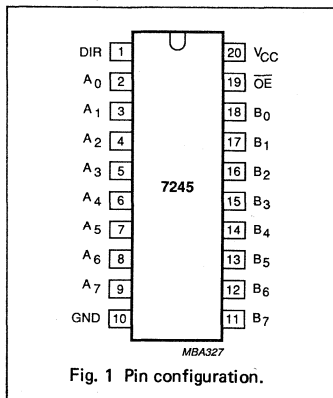 DIR 1 20 VCC
A0 2 19 OE
A1 3 18 B0
A2 4 17 B1
A3 5 16 B2
7245
A4 6 15 B3
A5 7 14 B4
A6 8 13 B5
A7 9 12 B6
GND 10 11 B7
MBA327
Fig. 1 Pin configuration.